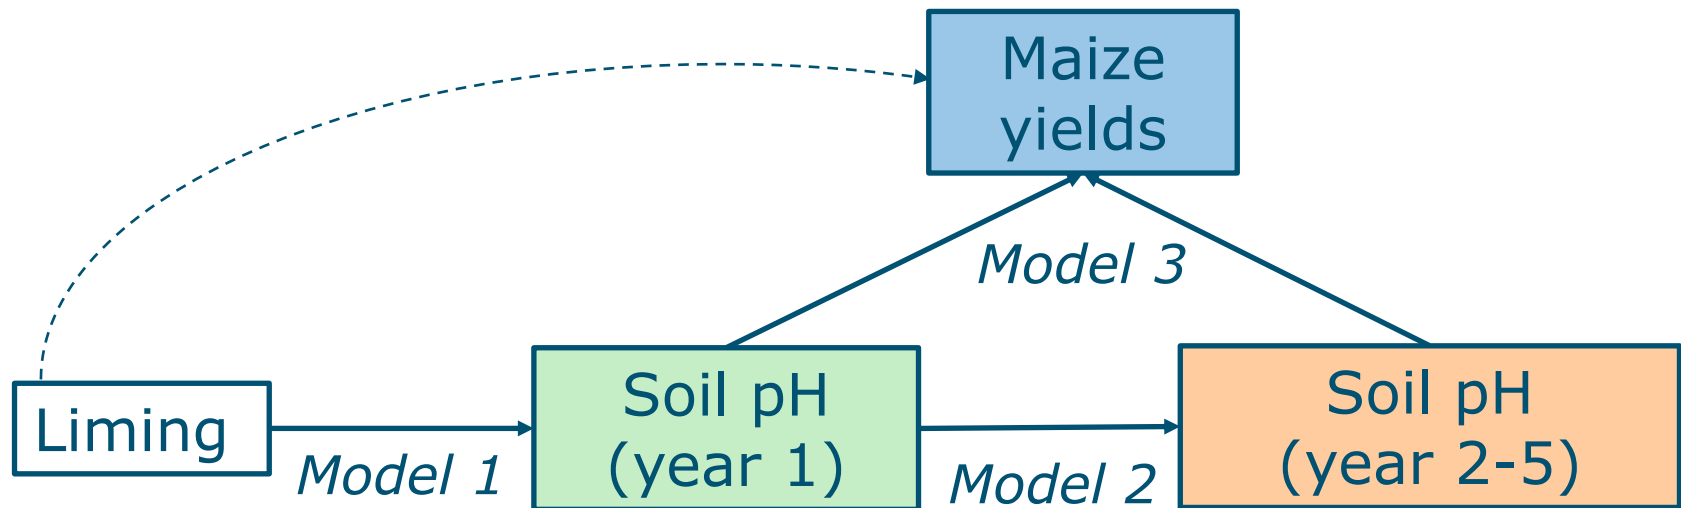 Maize
yields
Model 3
Liming
Model 1
Soil pH
(year 1)
Model 2
Soil pH
(year 2-5)